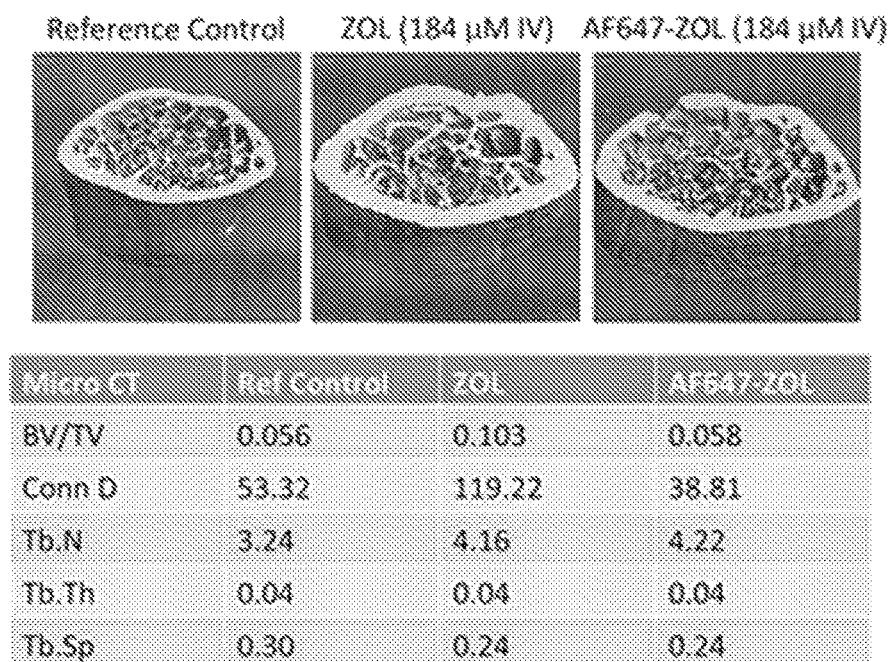 Reference Control ZOL (184 µM IV) AF647-ZOL (184 µM IV)
Micro CT Ref Control ZOL AF647-ZOL
BV/TV 0.056 0.103 0.058
Conn D 53.32 119.22 38.81
Tb.N 3.24 4.16 4.22
Tb.Th 0.04 0.04 0.04
Tb.Sp 0.30 0.24 0.24